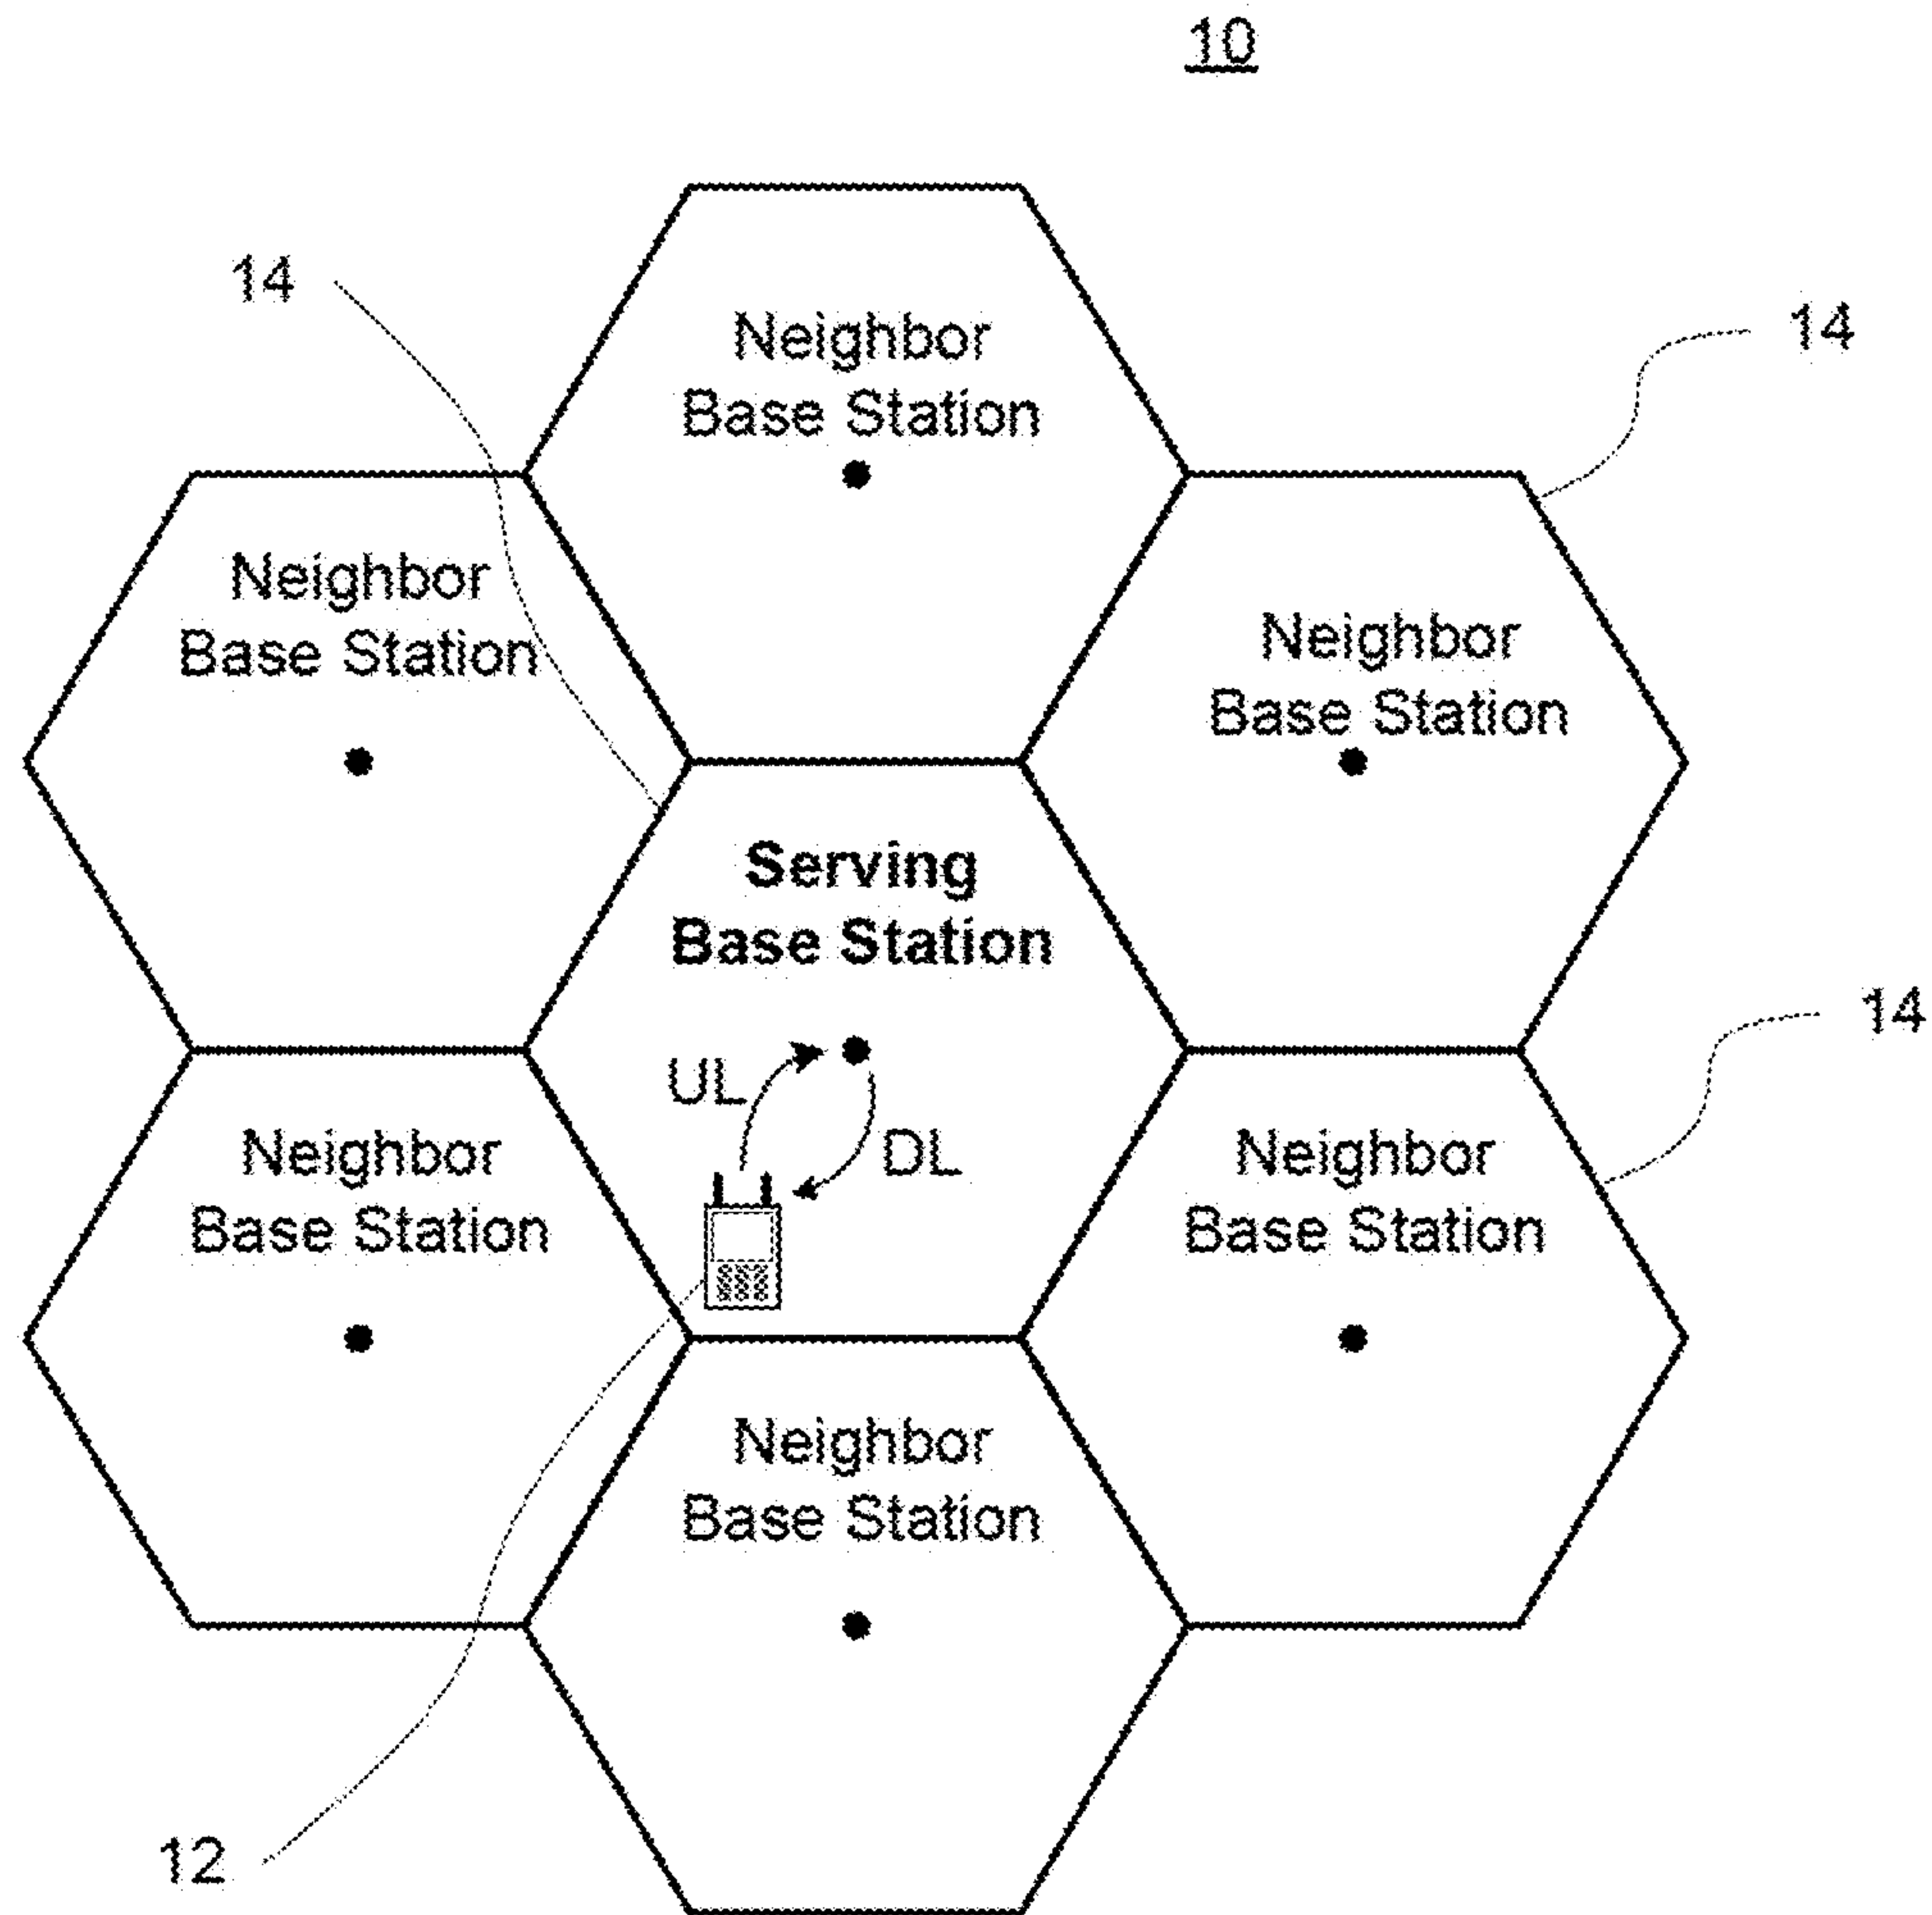 10
14
14
Neighbor
Base Station
Neighbor
Base Station
Neighbor
Base Station
Serving
Base Station
14
UL
DL
Neighbor
Base Station
Neighbor
Base Station
Neighbor
Base Station
12